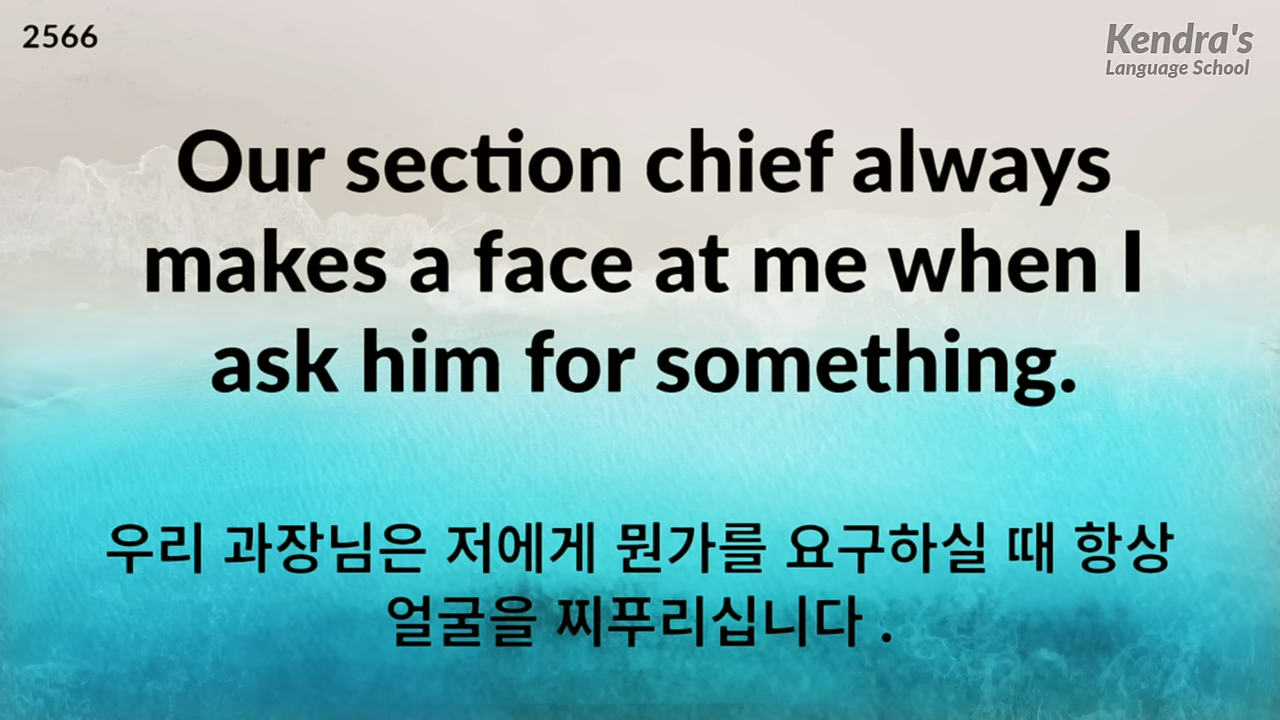 2566
Kendra's
Language School
Our section chief always
makes a face at me when I
ask him for something.
우리 과장님은 저에게 뭔가를 요구하실 때 항상
얼굴을 찌푸리십니다 .